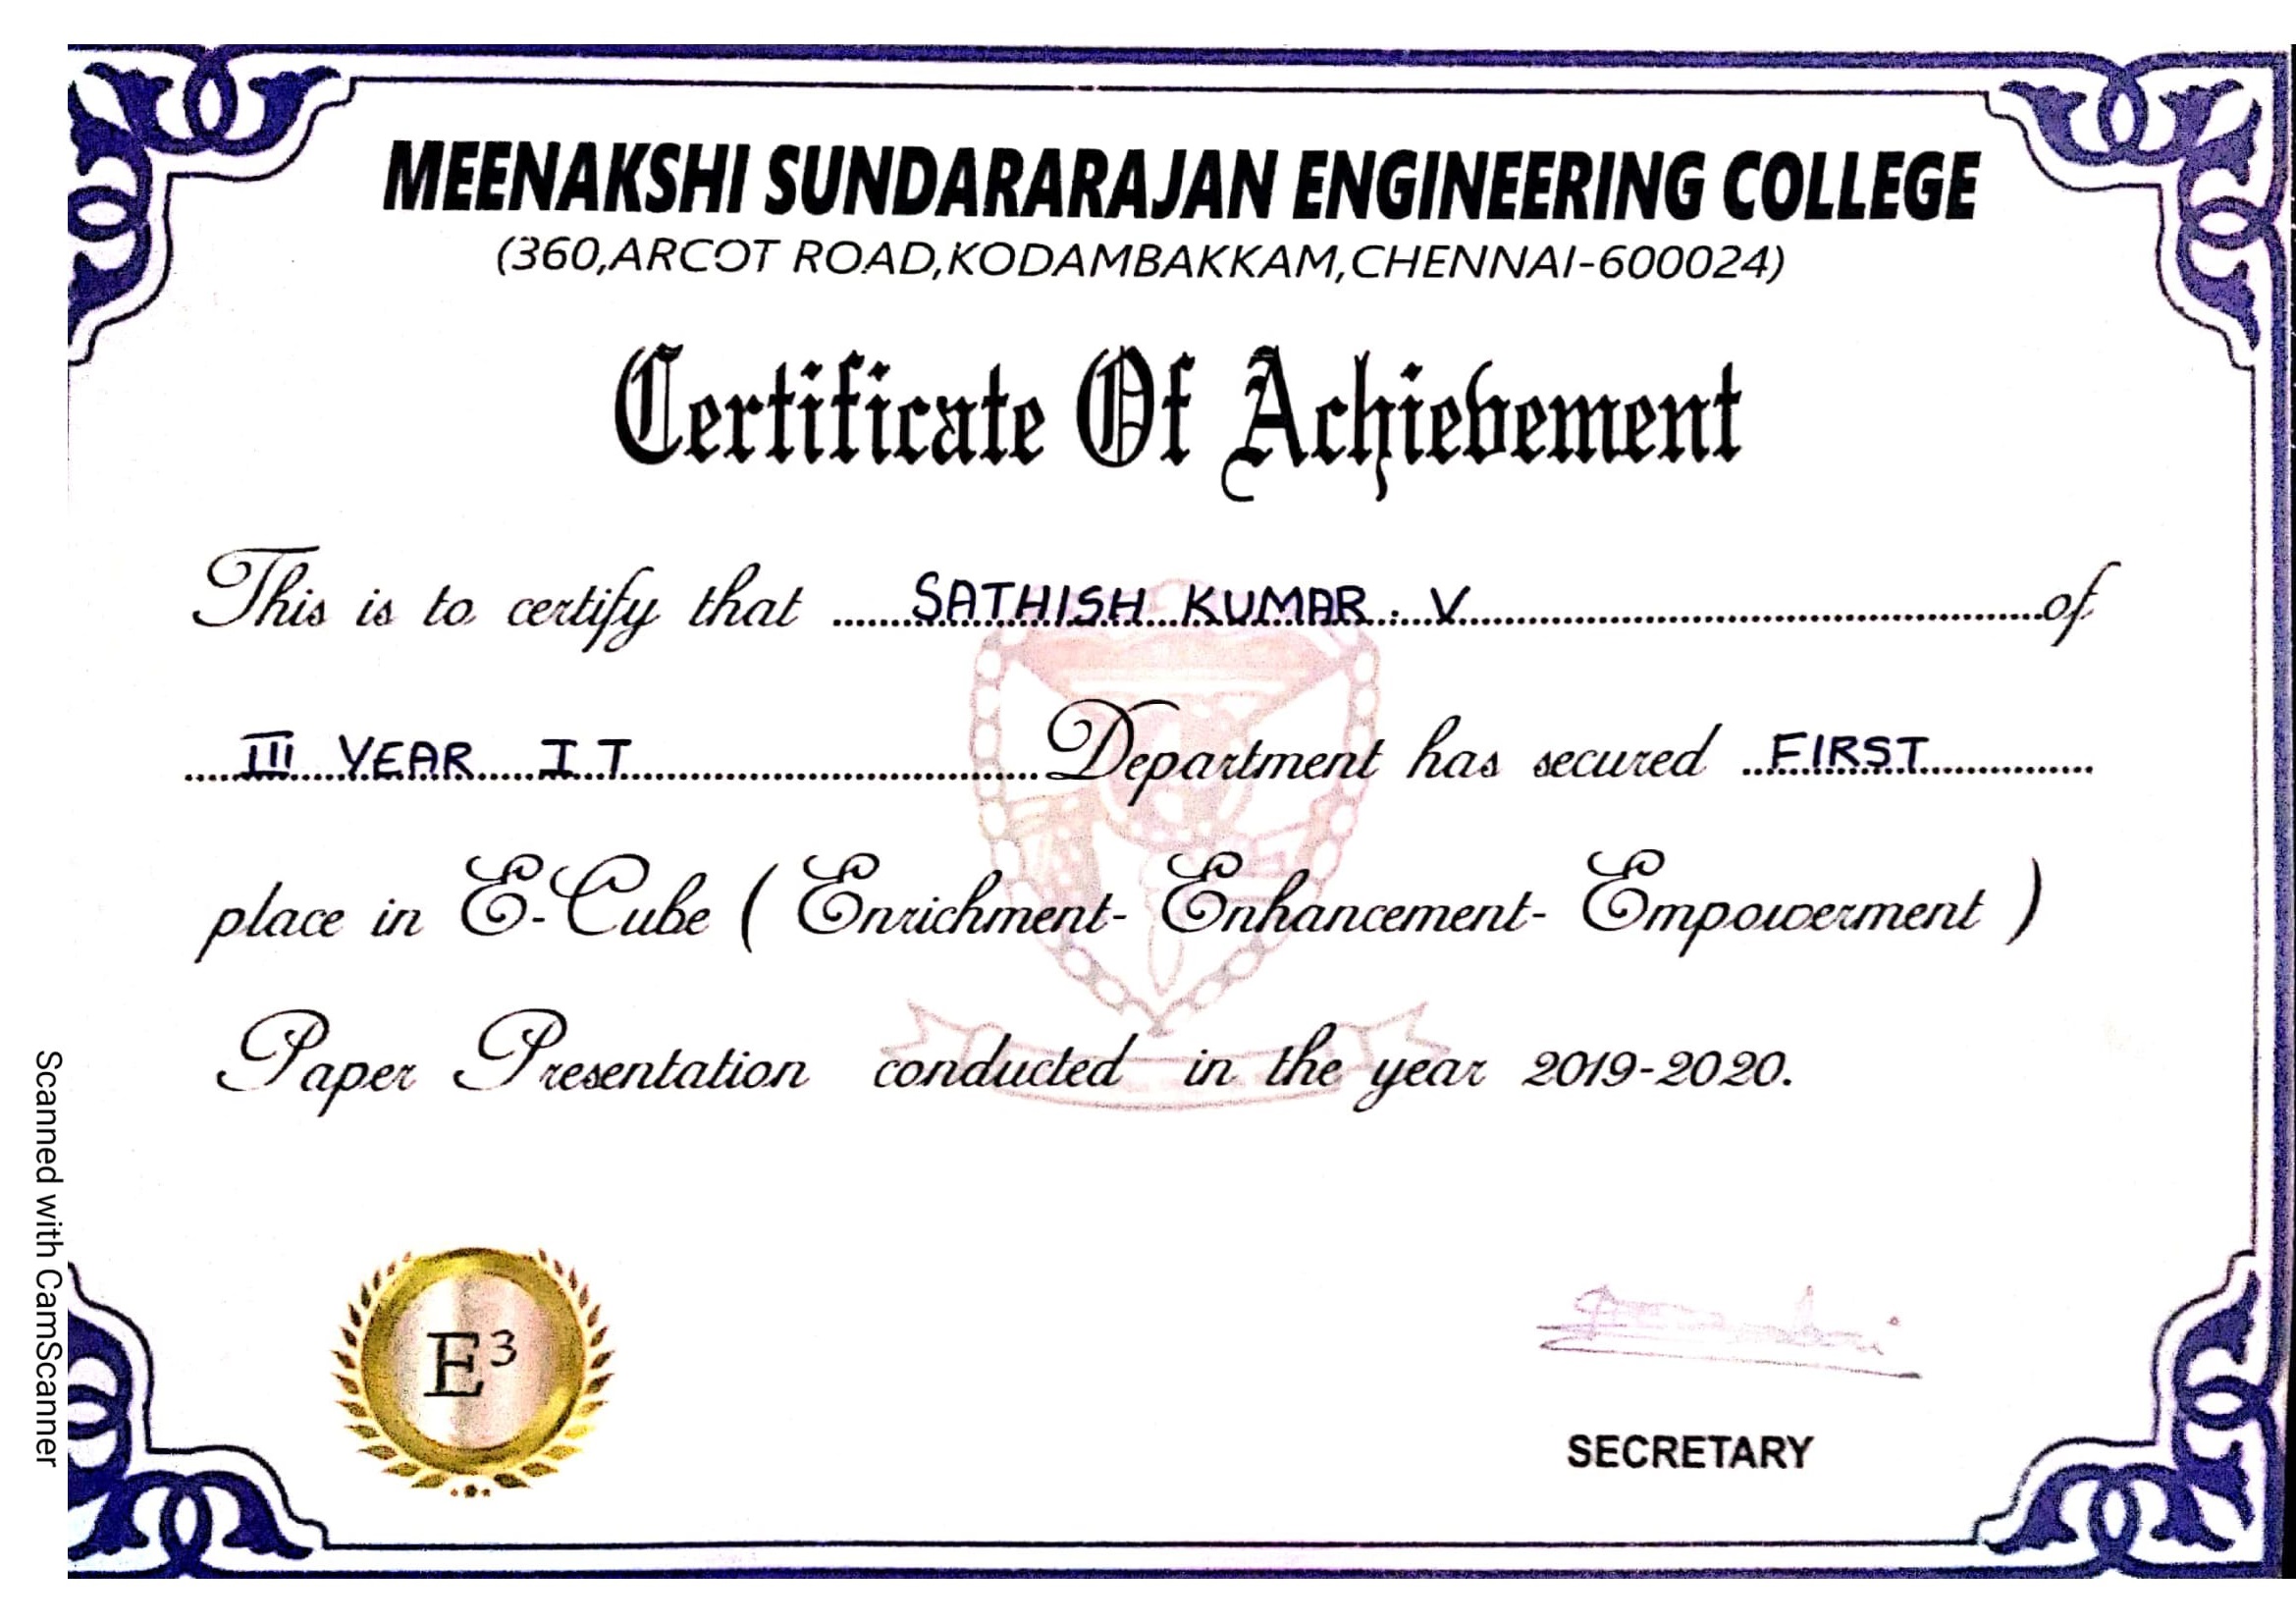 MEENAKSHI SUNDARARAJAN ENGINEERING COLLEGE
(360,ARCOT ROAD,KODAMBAKKAM,CHENNAI-600024)
Certificate Of Achievement
This is to certify that ......SATHISH KUMAR. V......of
......III YEAR IT......Department has secured ...FIRST......
place in E-Cube ( Enrichment- Enhancement- Empowerment )
Paper Presentation conducted in the year 2019-2020.
E³
SECRETARY
Scanned with CamScanner